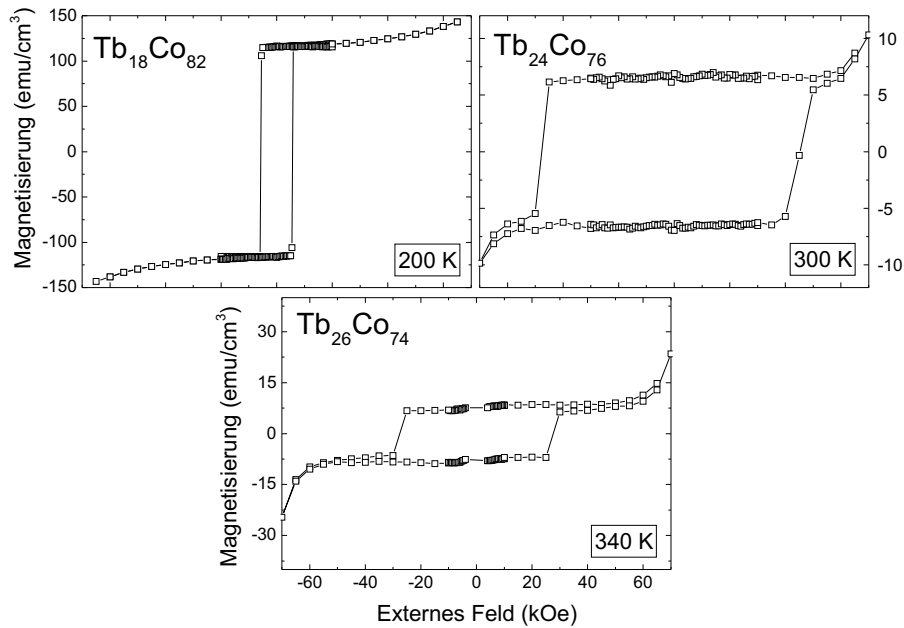 Tb18Co82
150
100
50
0
-50
-100
-150
Magnetisierung (emu/cm3)
200 K
Tb24Co76
10
5
0
-5
-10
300 K
Tb26Co74
30
15
0
-15
-30
Magnetisierung (emu/cm3)
340 K
-60 -40 -20 0 20 40 60
Externes Feld (kOe)